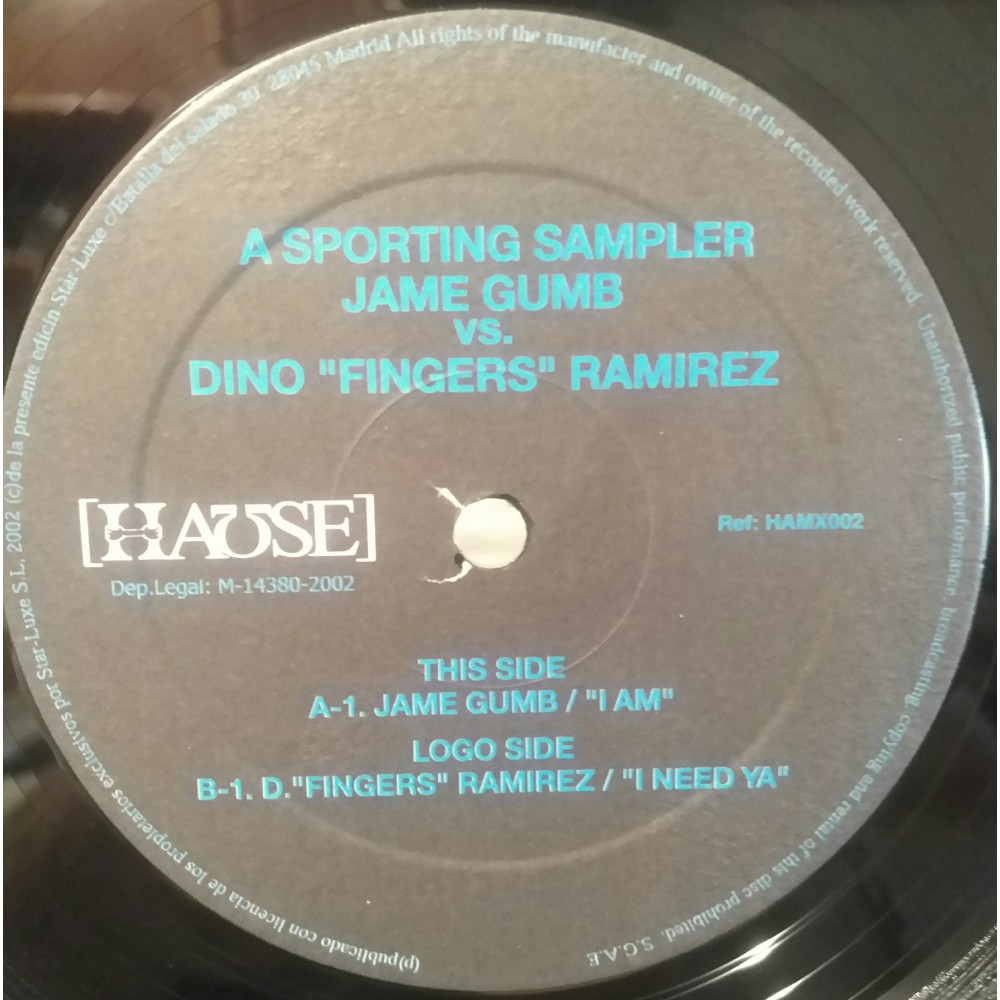 A SPORTING SAMPLER
JAME GUMB
vs.
DINO "FINGERS" RAMIREZ
[HAUSE]
Dep.Legal: M-14380-2002
Ref: HAMX002
THIS SIDE
A-1. JAME GUMB / "I AM"
LOGO SIDE
B-1. D."FINGERS" RAMIREZ / "I NEED YA"
(p)publicado con licencia de los propietarios exclusivos por Star-Luxe S.L. 2002 (c)de la presente edicin Star-Luxe c/Batalla del salado 30 28045 Madrid All rights of the manufacter and owner of the recorded work reserved. Unauthorized public performance, broadcasting, copying and rental of this disc prohibited. S.G.A.E